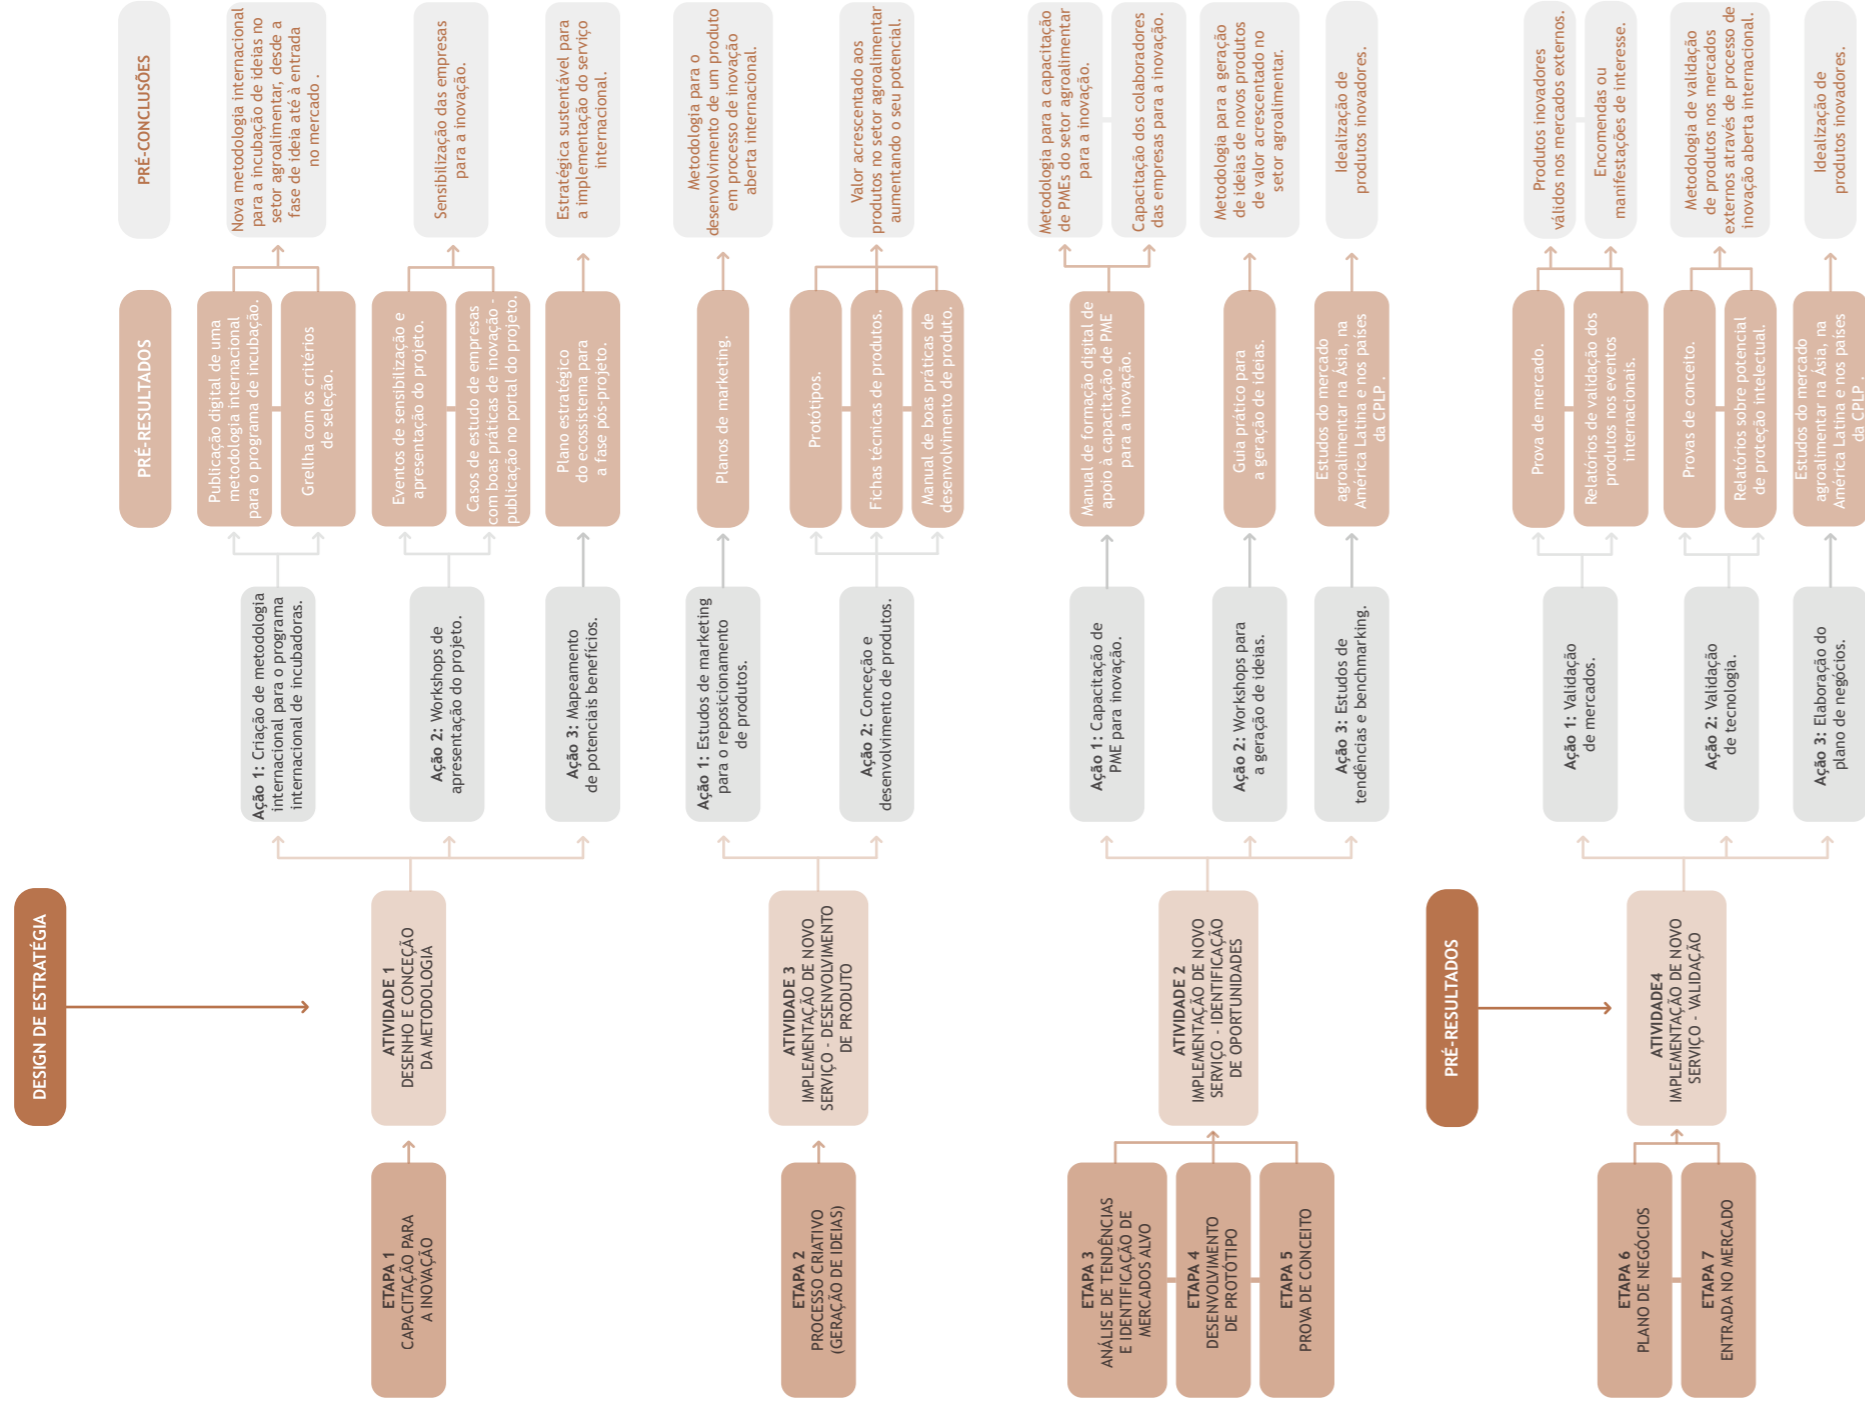 DESIGN DE ESTRATÉGIA
PRÉ-RESULTADOS
PRÉ-CONCLUSÕES
ETAPA 1
CAPACITAÇÃO PARA
A INOVAÇÃO
ATIVIDADE 1
DESENHO E CONCEÇÃO
DA METODOLOGIA
Ação 1: Criação de metodologia
internacional para o programa
internacional de incubadoras.
Publicação digital de uma
metodologia internacional
para o programa de incubação.
Grellha com os critérios
de seleção.
Nova metodologia internacional
para a incubação de ideias no
setor agroalimentar, desde a
fase de ideia até à entrada
no mercado .
Ação 2: Workshops de
apresentação do projeto.
Eventos de sensibilização e
apresentação do projeto.
Casos de estudo de empresas
com boas práticas de inovação -
publicação no portal do projeto.
Sensibilização das empresas
para a inovação.
Ação 3: Mapeamento
de potenciais benefícios.
Plano estratégico
do ecossistema para
a fase pós-projeto.
Estratégica sustentável para
a implementação do serviço
internacional.
ETAPA 2
PROCESSO CRIATIVO
(GERAÇÃO DE IDEIAS)
ATIVIDADE 3
IMPLEMENTAÇÃO DE NOVO
SERVIÇO - DESENVOLVIMENTO
DE PRODUTO
Ação 1: Estudos de marketing
para o reposicionamento
de produtos.
Planos de marketing.
Metodologia para o
desenvolvimento de um produto
em processo de inovação
aberta internacional.
Ação 2: Conceção e
desenvolvimento de produtos.
Protótipos.
Fichas técnicas de produtos.
Manual de boas práticas de
desenvolvimento de produto.
Valor acrescentado aos
produtos no setor agroalimentar
aumentando o seu potencial.
ETAPA 3
ANÁLISE DE TENDÊNCIAS
E IDENTIFICAÇÃO DE
MERCADOS ALVO
ETAPA 4
DESENVOLVIMENTO
DE PROTÓTIPO
ETAPA 5
PROVA DE CONCEITO
ATIVIDADE 2
IMPLEMENTAÇÃO DE NOVO
SERVIÇO - IDENTIFICAÇÃO
DE OPORTUNIDADES
Ação 1: Capacitação de
PME para inovação.
Manual de formação digital de
apoio à capacitação de PME
para a inovação.
Metodologia para a capacitação
de PMEs do setor agroalimentar
para a inovação.
Capacitação dos colaboradores
das empresas para a inovação.
Ação 2: Workshops para
a geração de ideias.
Guia prático para
a geração de ideias.
Metodologia para a geração
de ideias de novos produtos
de valor acrescentado no
setor agroalimentar.
Ação 3: Estudos de
tendências e benchmarking.
Estudos do mercado
agroalimentar na Ásia, na
América Latina e nos países
da CPLP .
Idealização de
produtos inovadores.
PRÉ-RESULTADOS
ETAPA 6
PLANO DE NEGÓCIOS
ETAPA 7
ENTRADA NO MERCADO
ATIVIDADE4
IMPLEMENTAÇÃO DE NOVO
SERVIÇO - VALIDAÇÃO
Ação 1: Validação
de mercados.
Prova de mercado.
Relatórios de validação dos
produtos e nos eventos
internacionais.
Produtos inovadores
válidos nos mercados externos.
Encomendas ou
manifestações de interesse.
Ação 2: Validação
de tecnologia.
Provas de conceito.
Relatórios sobre potencial
de proteção intelectual.
Metodologia de validação
de produtos nos mercados
externos através de processo de
inovação aberta internacional.
Ação 3: Elaboração do
plano de negócios.
Estudos do mercado
agroalimentar na Ásia, na
América Latina e nos países
da CPLP .
Idealização de
produtos inovadores.